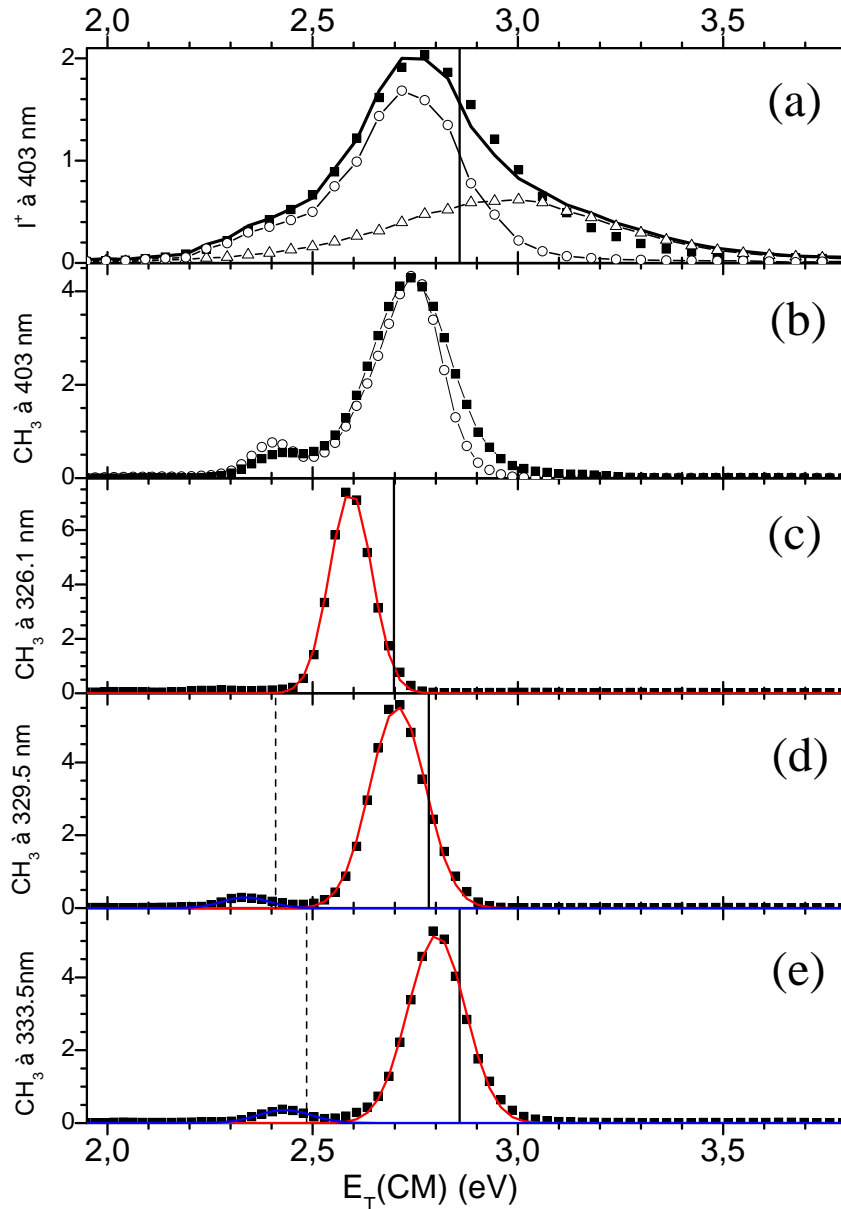 2,0 2,5 3,0 3,5
2
1
0
I⁺ à 403 nm
(a)
4
2
0
CH₃ à 403 nm
(b)
6
4
2
0
CH₃ à 326.1 nm
(c)
4
2
0
CH₃ à 329.5 nm
(d)
4
2
0
CH₃ à 333.5nm
(e)
2,0 2,5 3,0 3,5
E_T(CM) (eV)